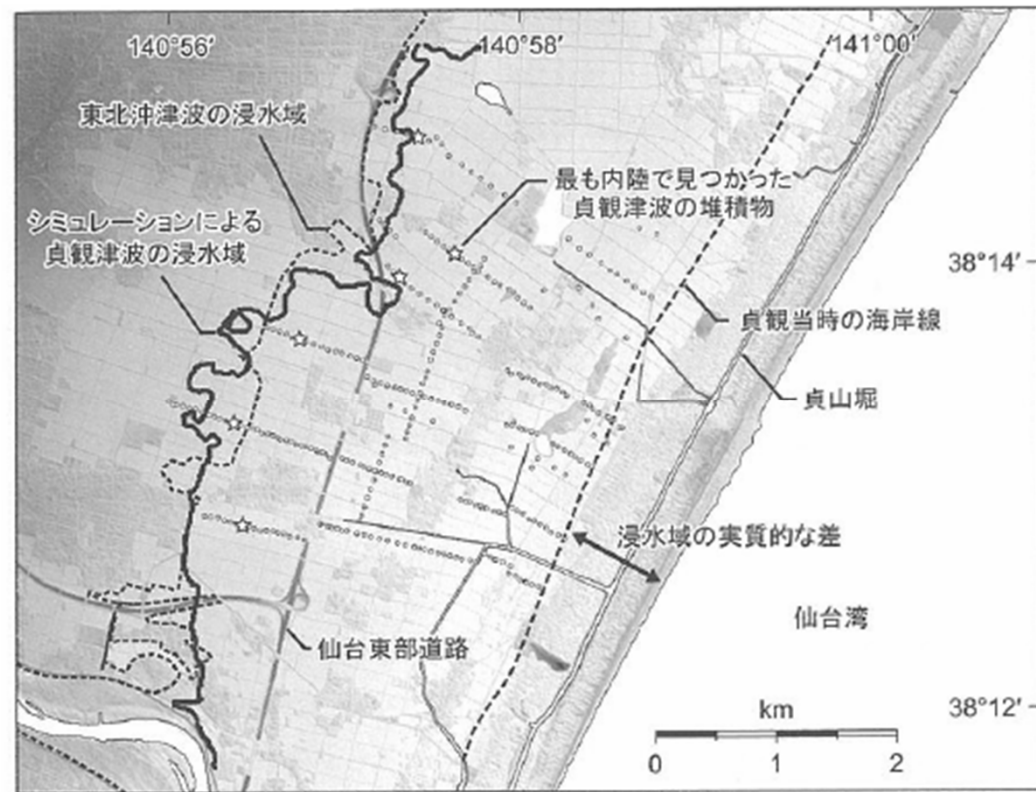 140°56′
140°58′
141°00′
東北沖津波の浸水域
最も内陸で見つかった
貞観津波の堆積物
シミュレーションによる
貞観津波の浸水域
38°14′
貞観当時の海岸線
貞山堀
浸水域の実質的な差
仙台湾
仙台東部道路
38°12′
km
0 1 2